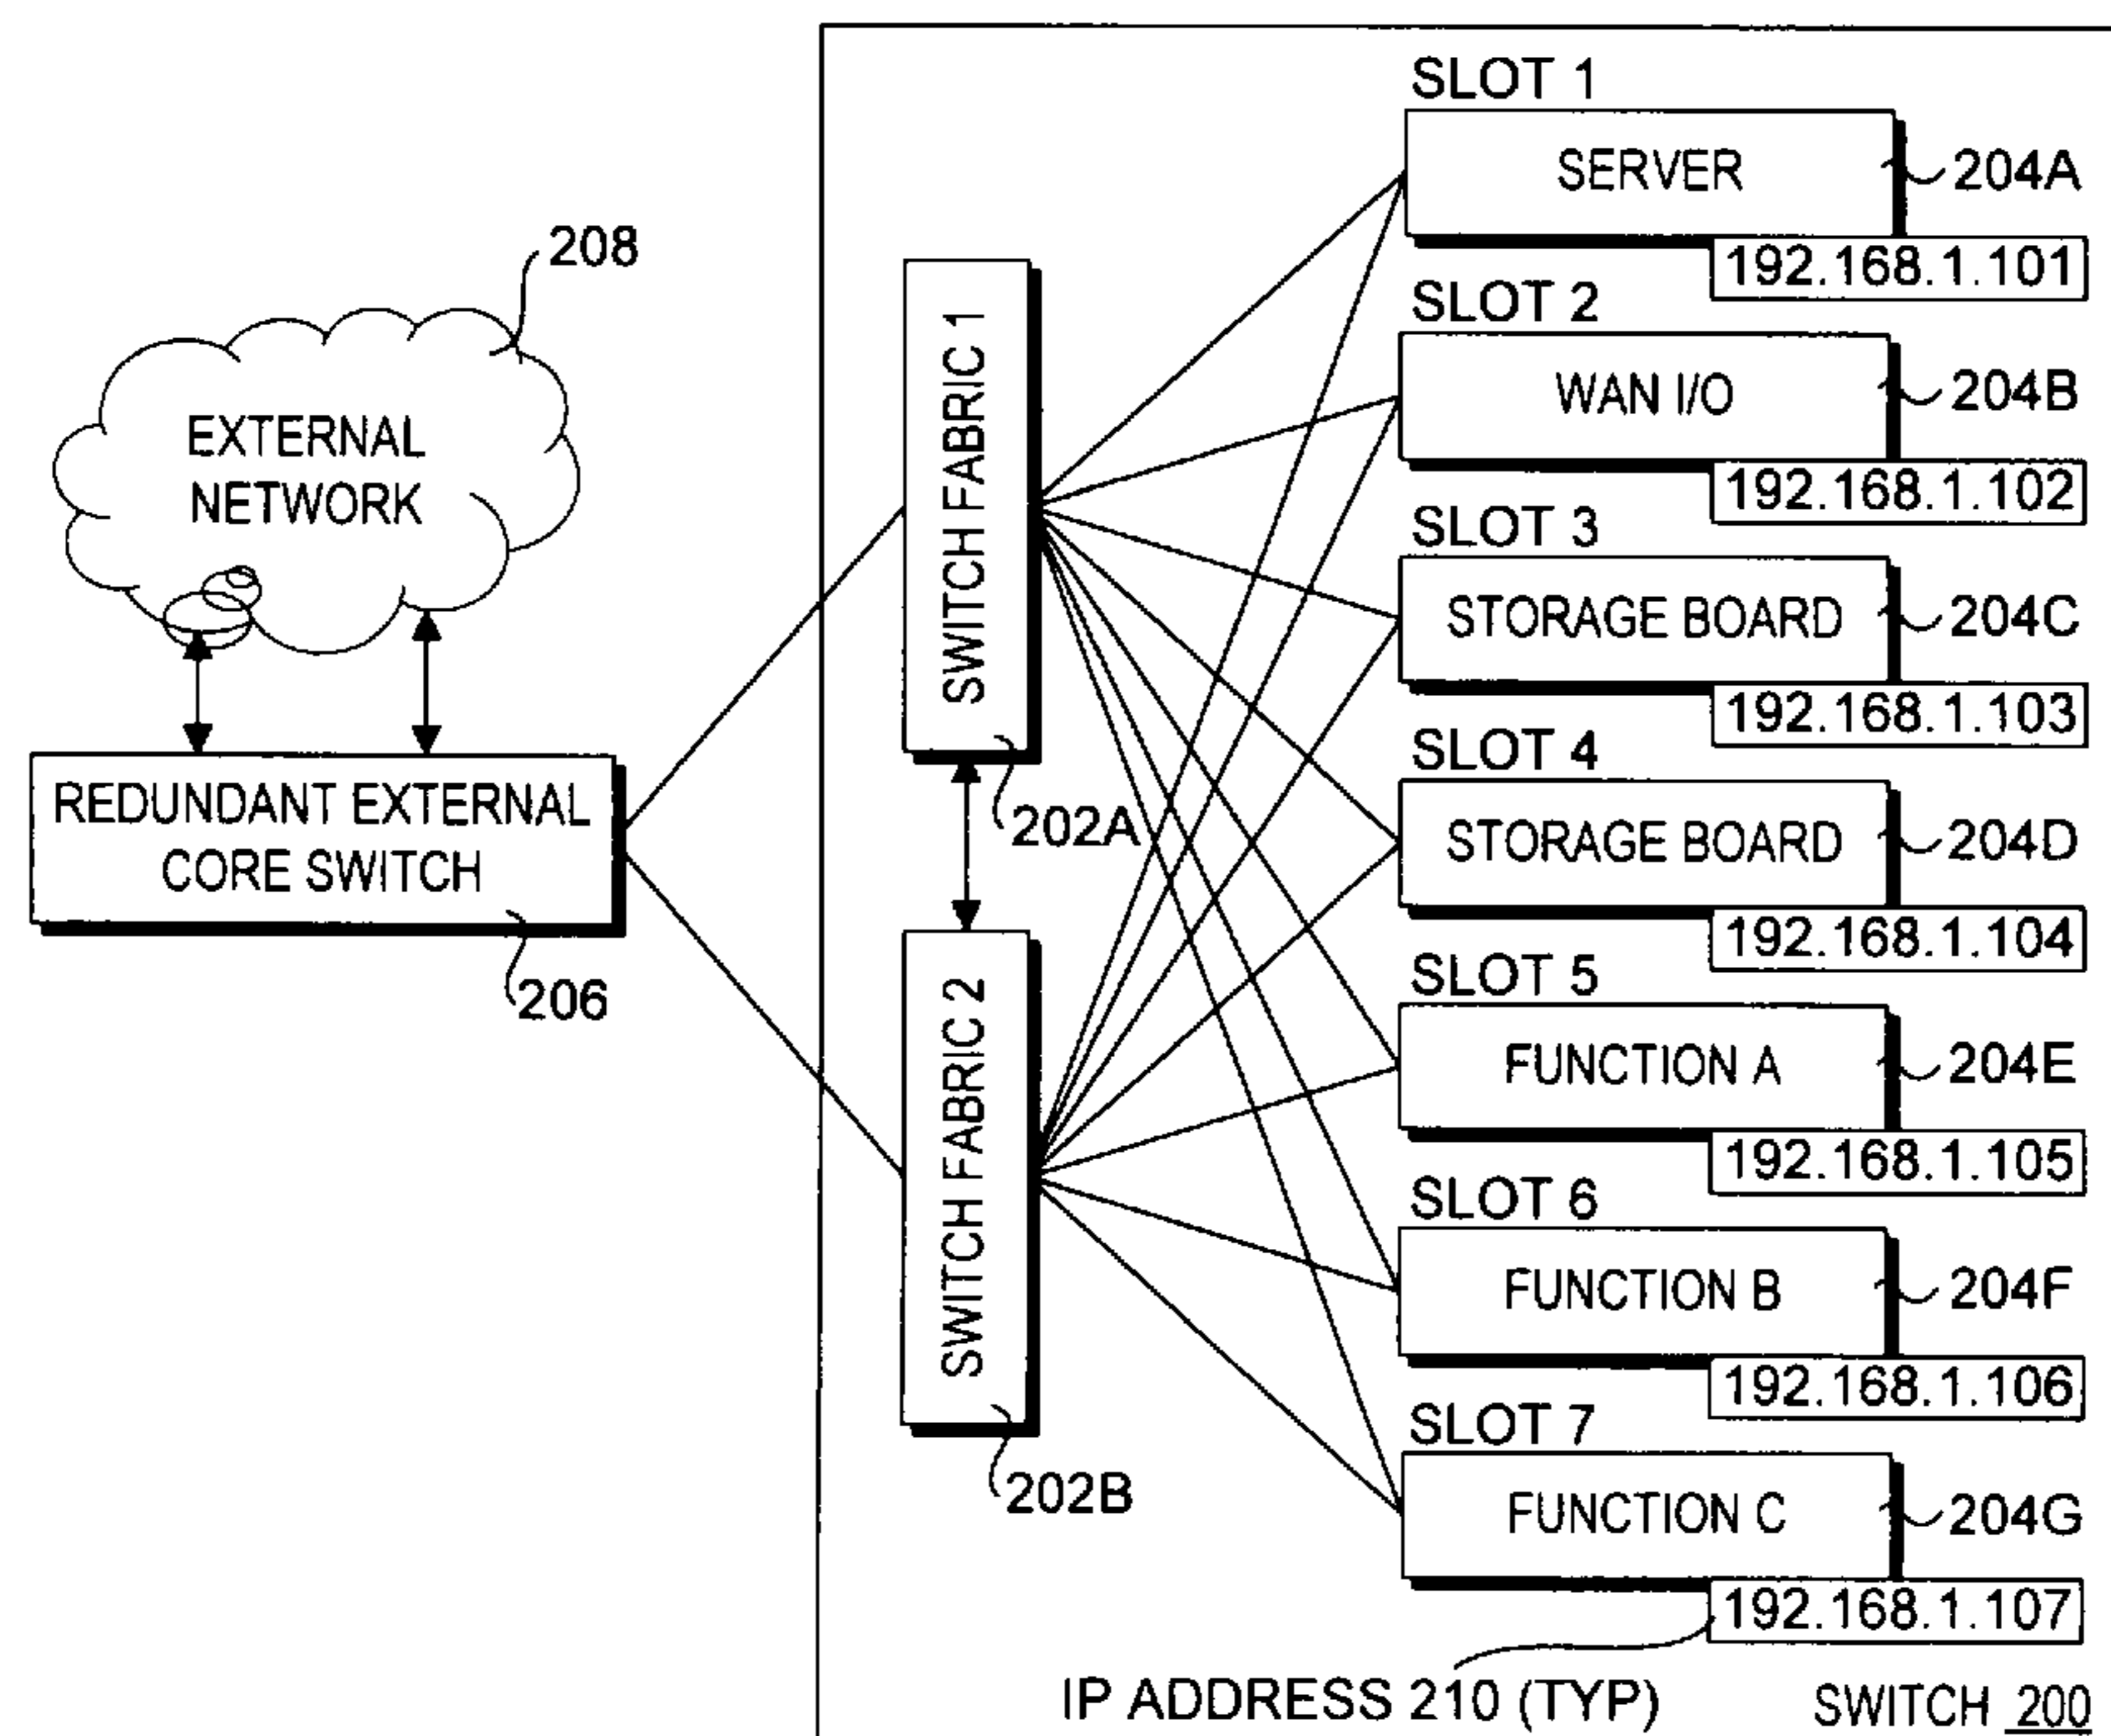 208
EXTERNAL
NETWORK
REDUNDANT EXTERNAL
CORE SWITCH
206
SWITCH FABRIC 1
202A
SWITCH FABRIC 2
202B
SLOT 1
SERVER
204A
192.168.1.101
SLOT 2
WAN I/O
204B
192.168.1.102
SLOT 3
STORAGE BOARD
204C
192.168.1.103
SLOT 4
STORAGE BOARD
204D
192.168.1.104
SLOT 5
FUNCTION A
204E
192.168.1.105
SLOT 6
FUNCTION B
204F
192.168.1.106
SLOT 7
FUNCTION C
204G
192.168.1.107
IP ADDRESS 210 (TYP)
SWITCH 200